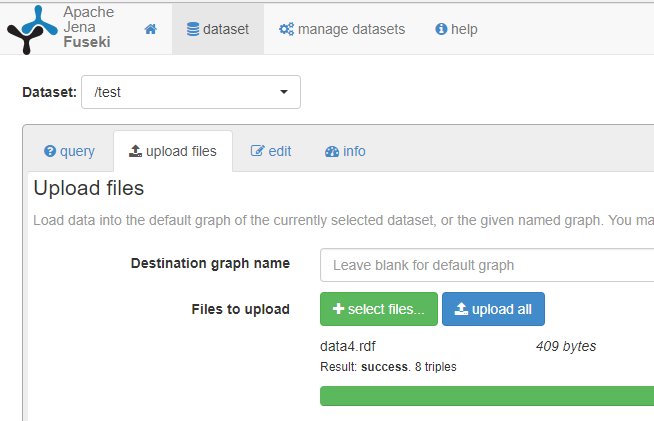 Apache
Jena
Fuseki
dataset manage datasets help
Dataset: /test
query upload files edit info
Upload files
Load data into the default graph of the currently selected dataset, or the given named graph. You ma
Destination graph name Leave blank for default graph
Files to upload select files... upload all
data4.rdf 409 bytes
Result: success. 8 triples